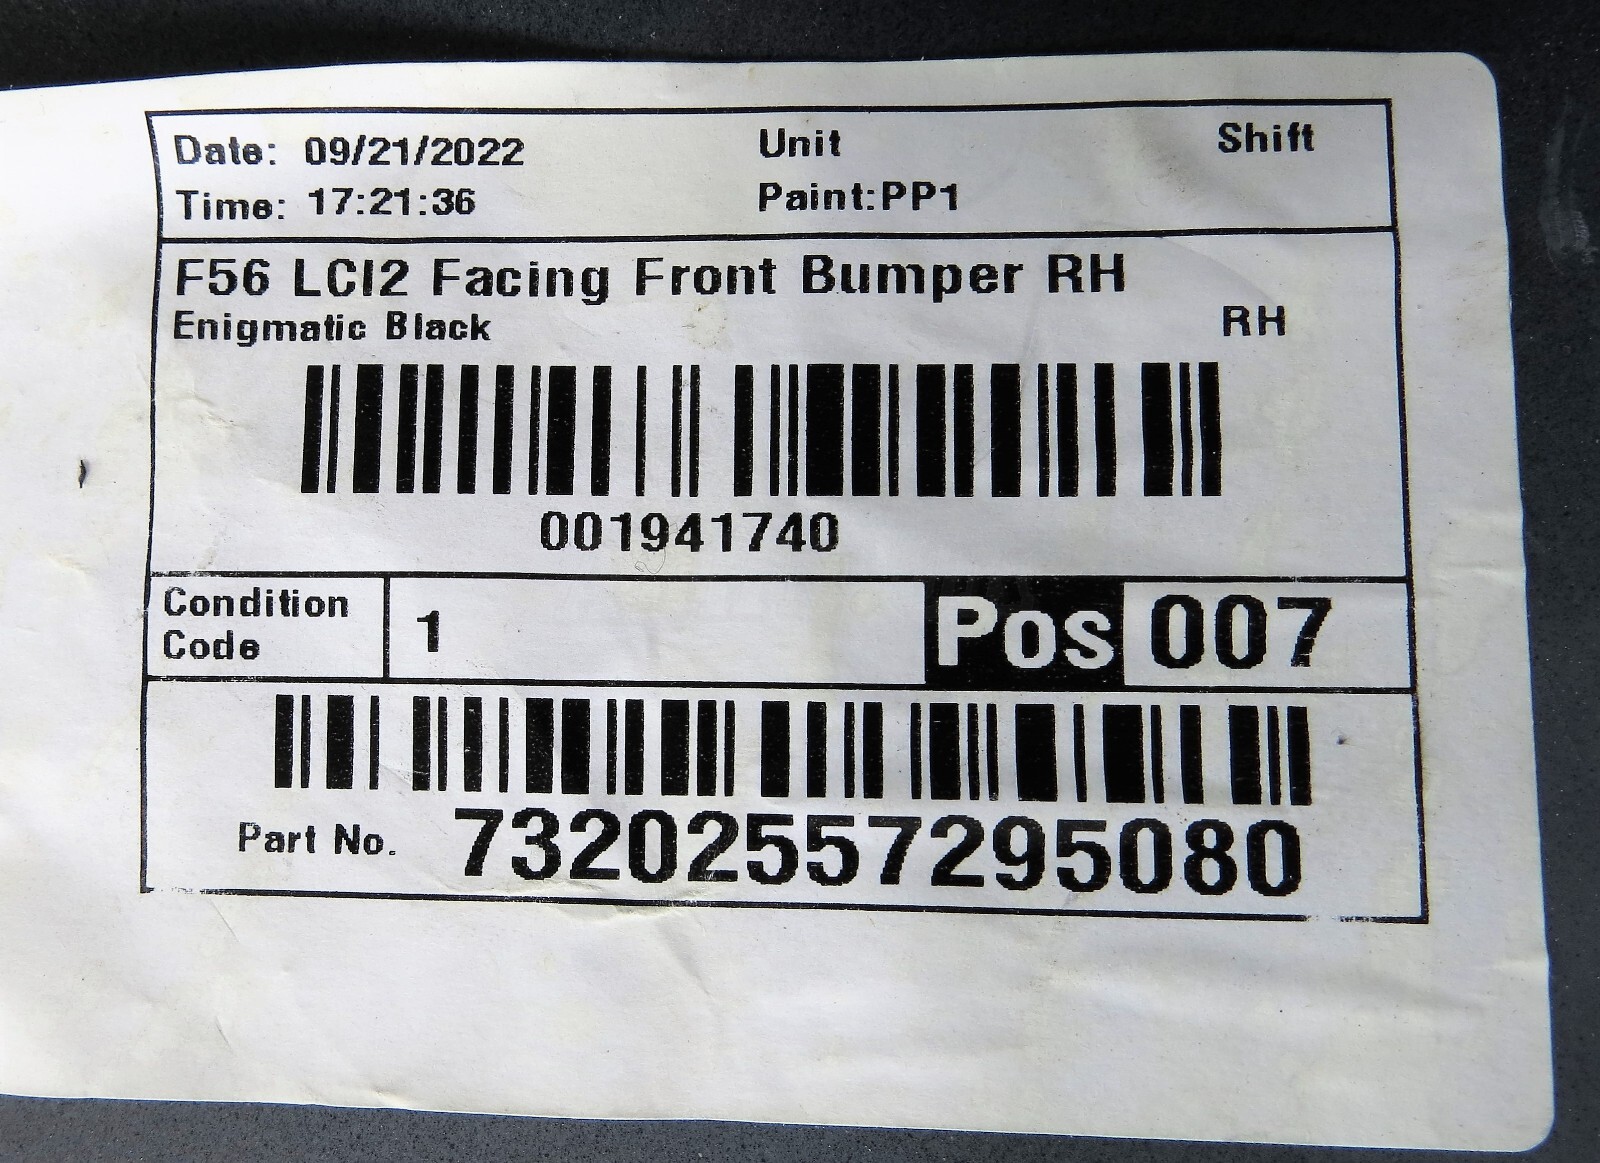 Date: 09/21/2022 Unit Shift
Time: 17:21:36 Paint:PP1
F56 LCI2 Facing Front Bumper RH
Enigmatic Black RH
001941740
Condition Code 1 Pos 007
Part No. 73202557295080